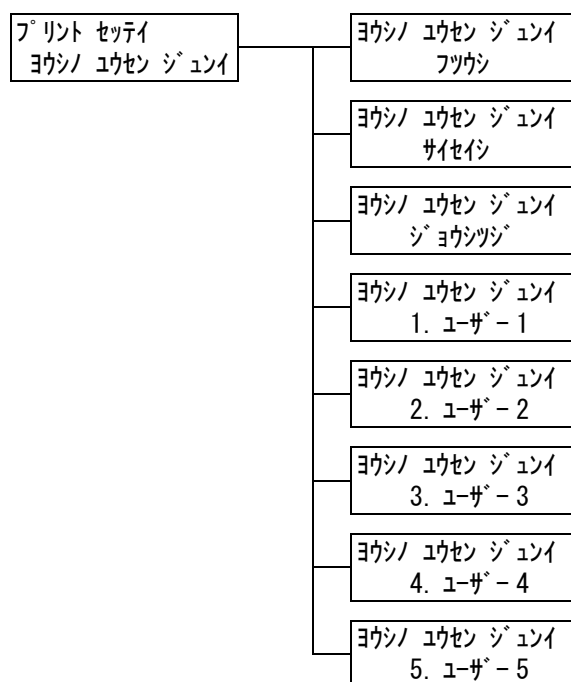 ﾌﾟﾘﾝﾄ ｾｯﾃｲ
ﾖｳｼﾉ ﾕｳｾﾝ ｼﾞｭﾝｲ
ﾖｳｼﾉ ﾕｳｾﾝ ｼﾞｭﾝｲ
ﾌﾂｳｼ
ﾖｳｼﾉ ﾕｳｾﾝ ｼﾞｭﾝｲ
ｻｲｾｲｼ
ﾖｳｼﾉ ﾕｳｾﾝ ｼﾞｭﾝｲ
ｼﾞｮｳｼﾂｼﾞ
ﾖｳｼﾉ ﾕｳｾﾝ ｼﾞｭﾝｲ
1. ﾕｰｻﾞｰ1
ﾖｳｼﾉ ﾕｳｾﾝ ｼﾞｭﾝｲ
2. ﾕｰｻﾞｰ2
ﾖｳｼﾉ ﾕｳｾﾝ ｼﾞｭﾝｲ
3. ﾕｰｻﾞｰ3
ﾖｳｼﾉ ﾕｳｾﾝ ｼﾞｭﾝｲ
4. ﾕｰｻﾞｰ4
ﾖｳｼﾉ ﾕｳｾﾝ ｼﾞｭﾝｲ
5. ﾕｰｻﾞｰ5